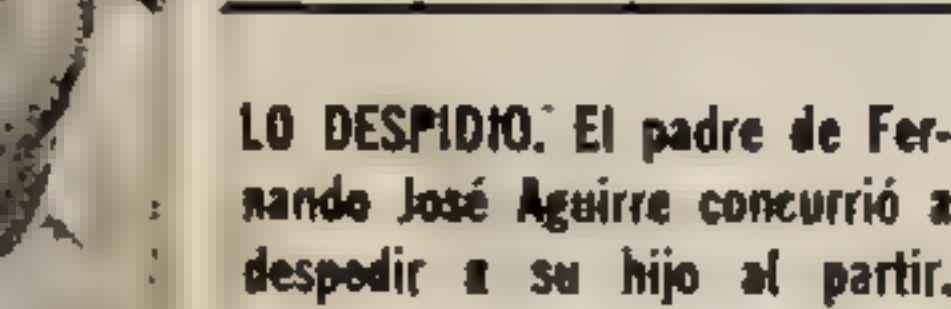 LO DESPIDIO. El padre de Fer-
nando José Aguirre concurrió a
despedir a su hijo al partir.